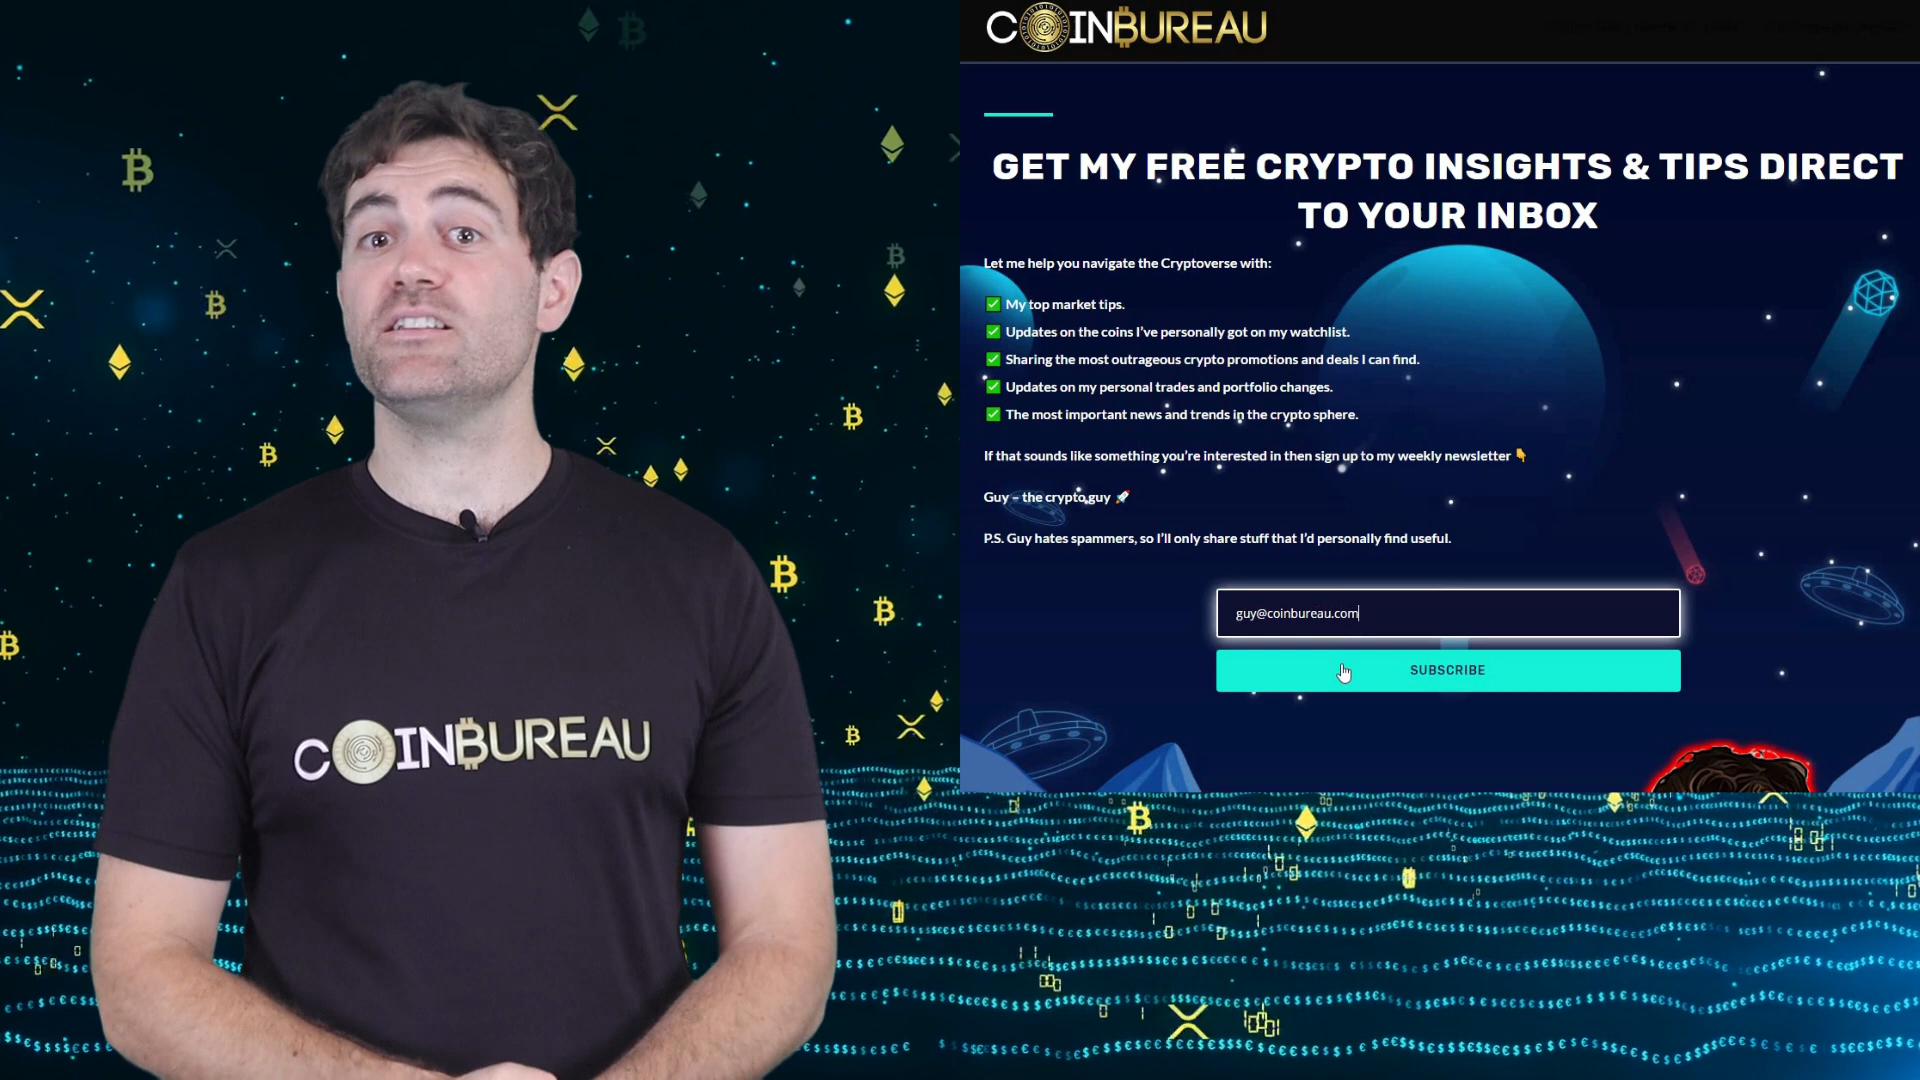 COINBUREAU
COINBUREAU
GET MY FREE CRYPTO INSIGHTS & TIPS DIRECT
TO YOUR INBOX
Let me help you navigate the Cryptoverse with:
✅ My top market tips.
✅ Updates on the coins I’ve personally got on my watchlist.
✅ Sharing the most outrageous crypto promotions and deals I can find.
✅ Updates on my personal trades and portfolio changes.
✅ The most important news and trends in the crypto sphere.
If that sounds like something you’re interested in then sign up to my weekly newsletter 👇
Guy – the crypto guy 🚀
P.S. Guy hates spammers, so I’ll only share stuff that I’d personally find useful.
guy@coinbureau.com
SUBSCRIBE